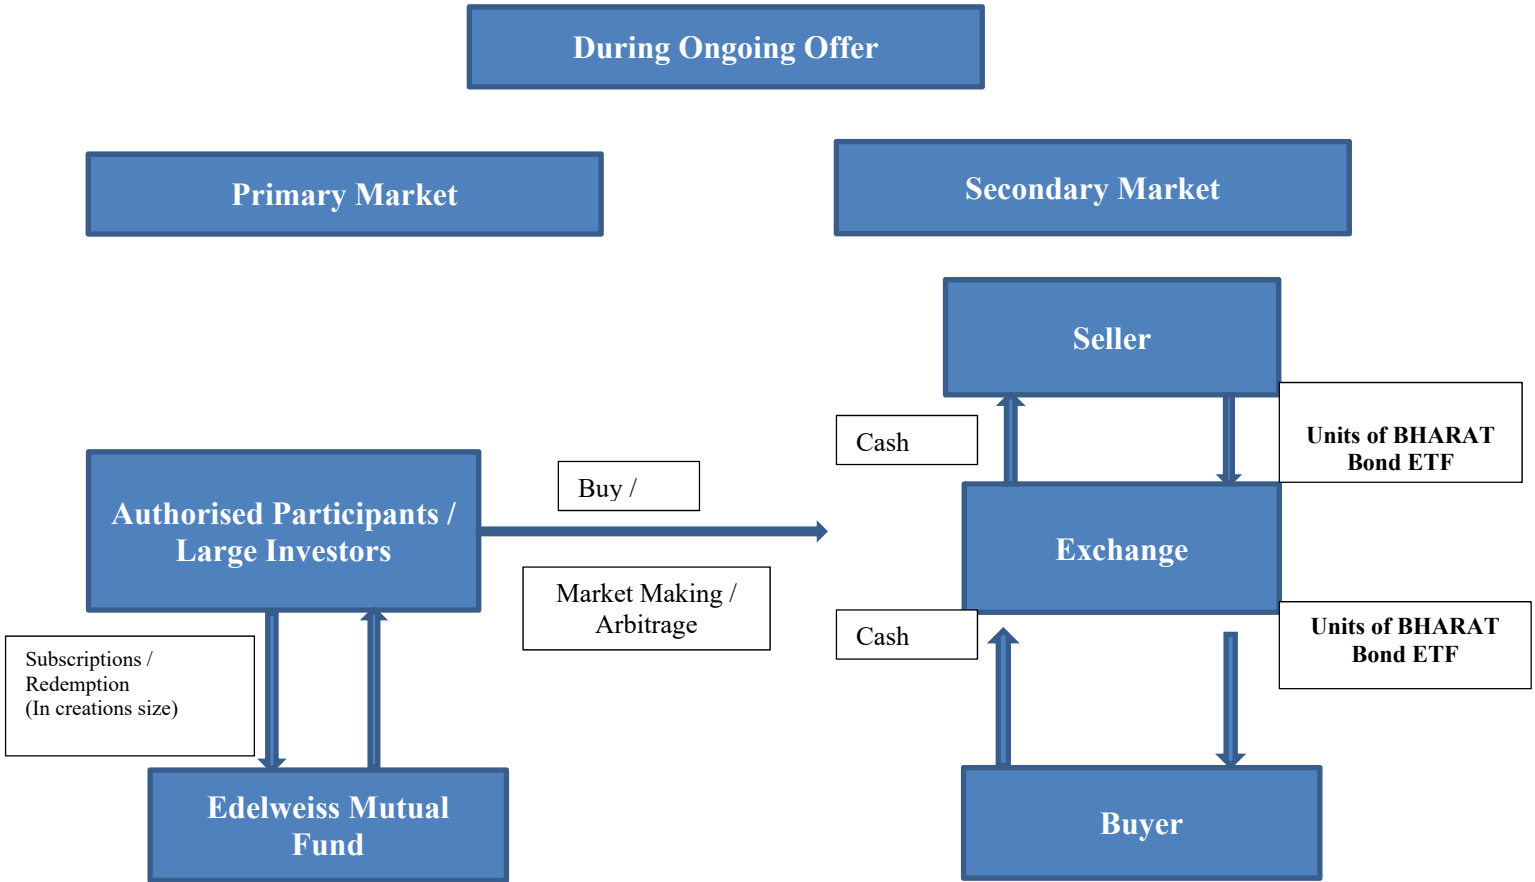 During Ongoing Offer
Primary Market
Secondary Market
Seller
Cash
Units of BHARAT
Bond ETF
Authorised Participants /
Large Investors
Buy /
Exchange
Market Making /
Arbitrage
Cash
Units of BHARAT
Bond ETF
Subscriptions /
Redemption
(In creations size)
Edelweiss Mutual
Fund
Buyer